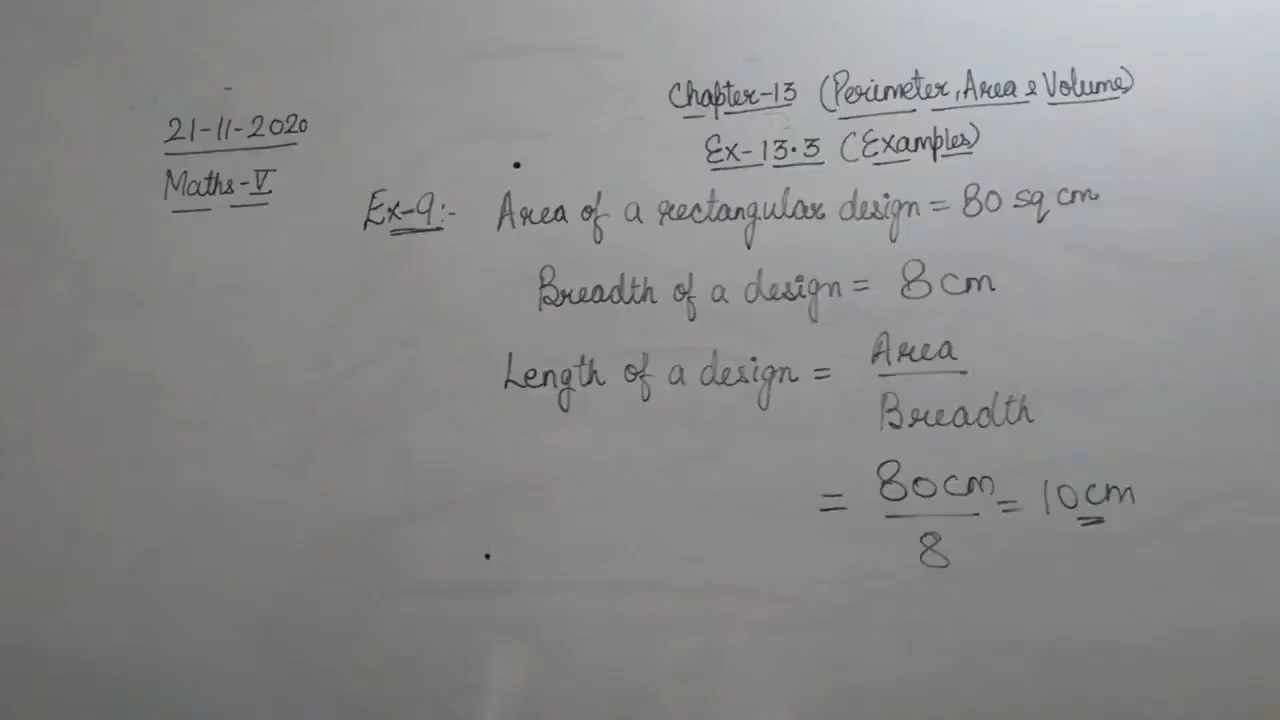 21-11-2020
Maths-V
Chapter-13 (Perimeter, Area & Volume)
Ex-13.3 (Examples)
Ex-9:- Area of a rectangular design = 80 sq cm
Breadth of a design = 8 cm
Length of a design = Area
Breadth
= 80cm = 10cm
8